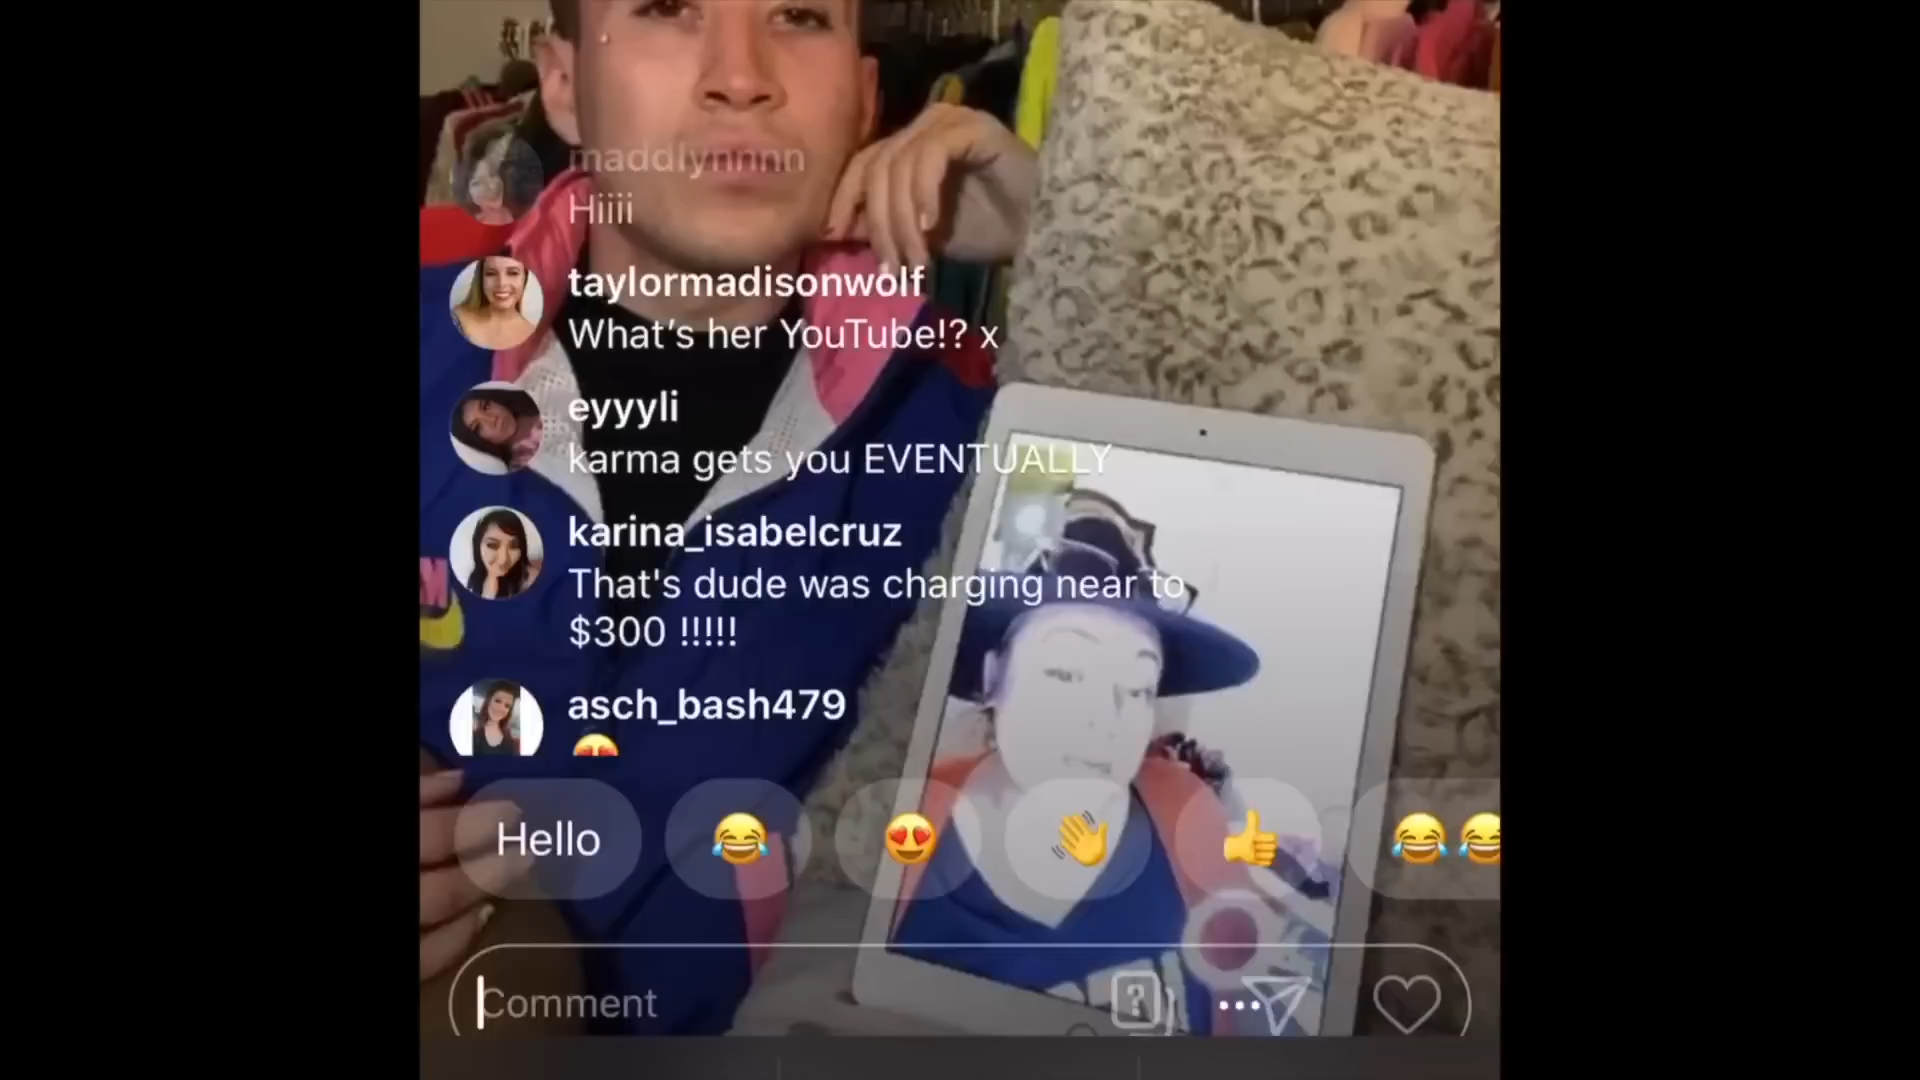 maddlynnnn
Hiiii
taylormadisonwolf
What's her YouTube!? x
eyyyli
karma gets you EVENTUALLY
karina_isabelcruz
That's dude was charging near to
$300 !!!!!
asch_bash479
😍
Hello 😂 😍 👋 👍 😂😂
Comment